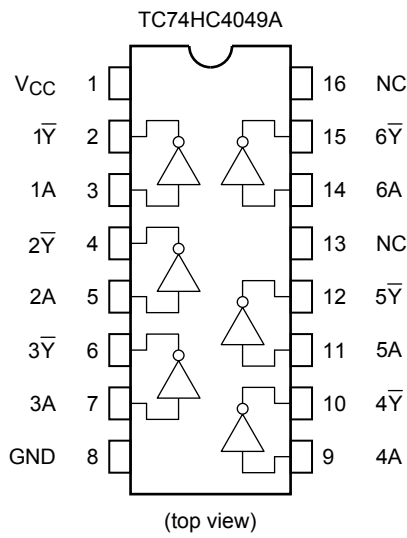 TC74HC4049A
VCC 1 16 NC
1Y̅ 2 15 6Y̅
1A 3 14 6A
2Y̅ 4 13 NC
2A 5 12 5Y̅
3Y̅ 6 11 5A
3A 7 10 4Y̅
GND 8 9 4A
(top view)